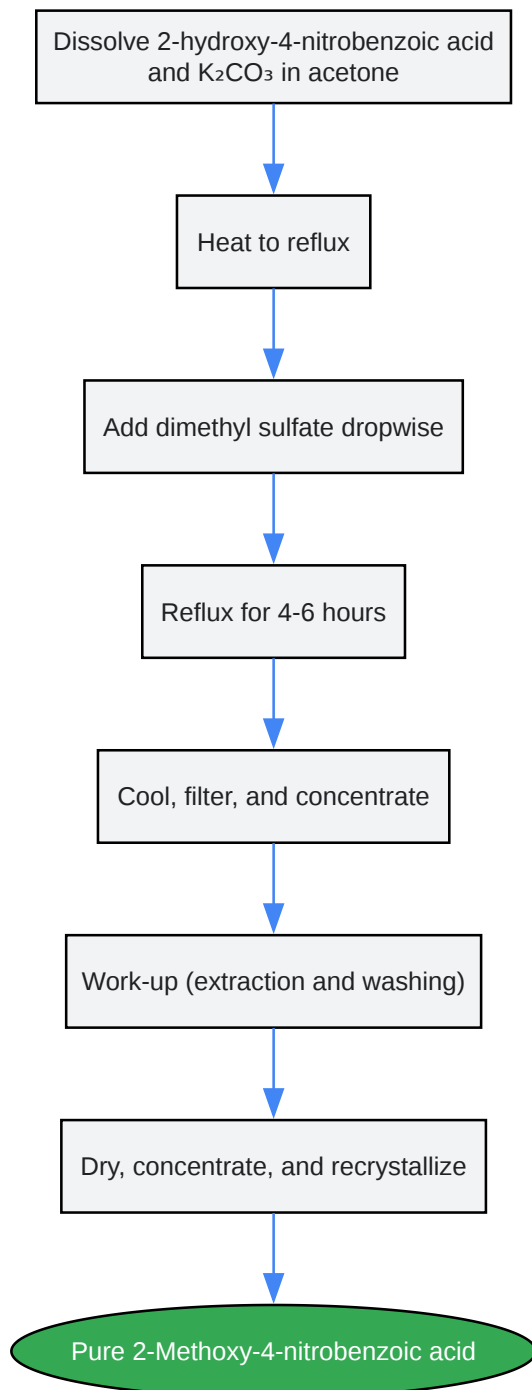 Dissolve 2-hydroxy-4-nitrobenzoic acid
and K₂CO₃ in acetone
Heat to reflux
Add dimethyl sulfate dropwise
Reflux for 4-6 hours
Cool, filter, and concentrate
Work-up (extraction and washing)
Dry, concentrate, and recrystallize
Pure 2-Methoxy-4-nitrobenzoic acid